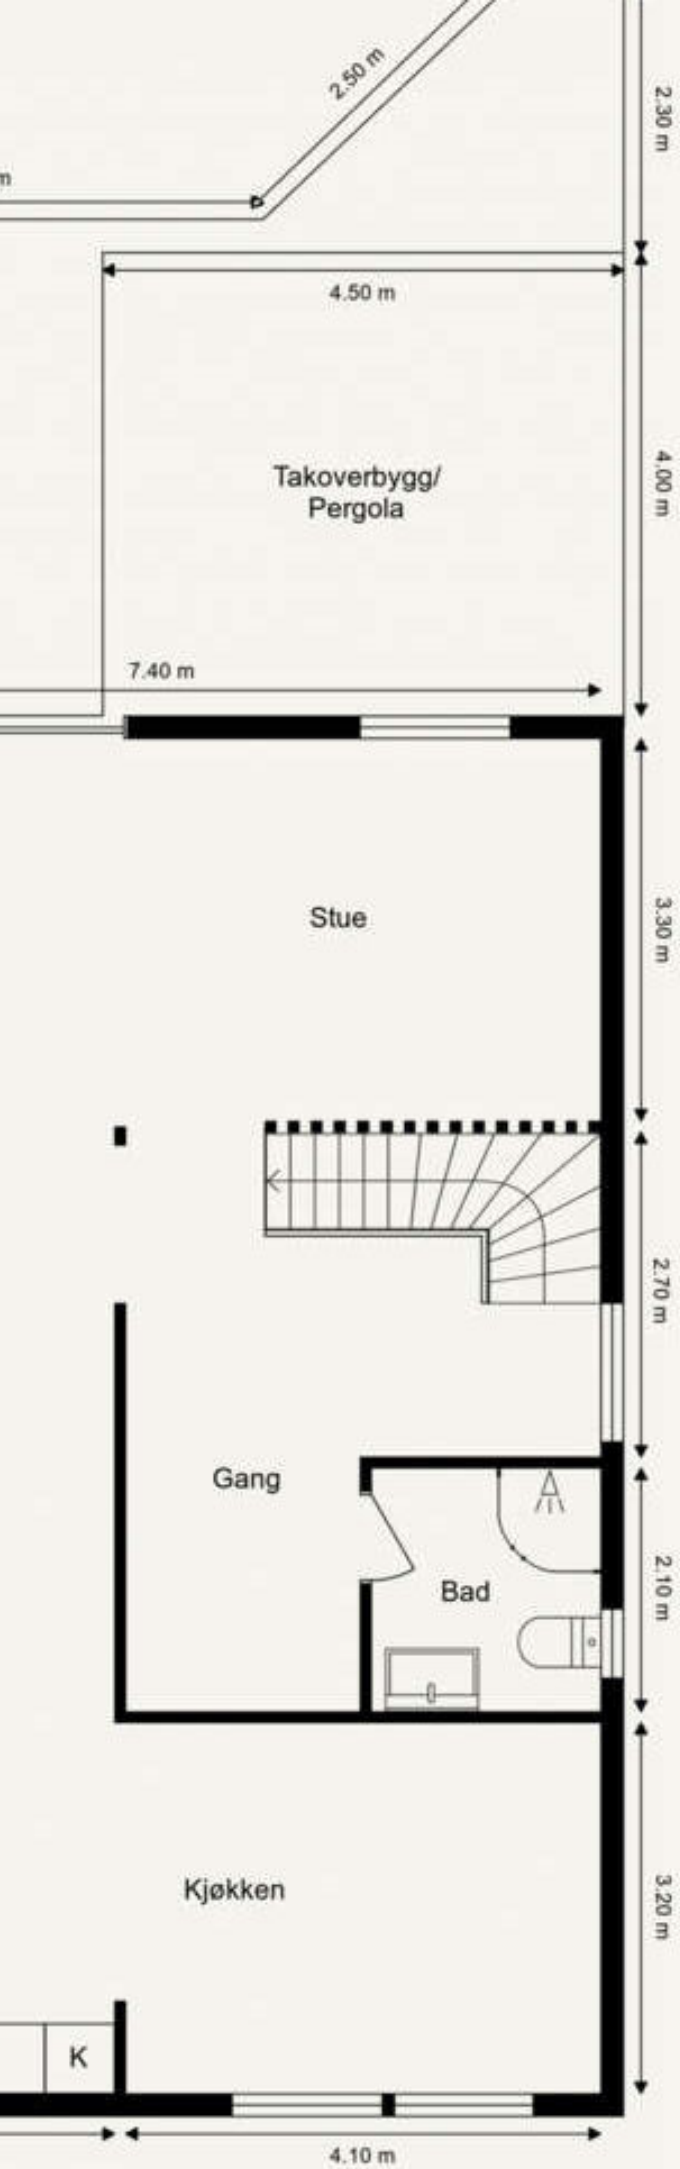 2.50 m
2.30 m
m
4.50 m
Takoverbygg/
Pergola
4.00 m
7.40 m
Stue
3.30 m
2.70 m
Gang
Bad
2.10 m
Kjøkken
3.20 m
K
4.10 m